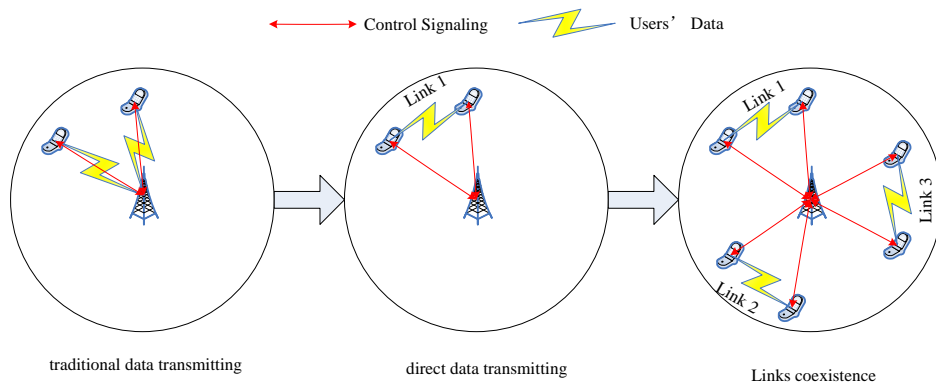 Control Signaling
Users’ Data
Link 1
Link 1
Link 3
Link 2
traditional data transmitting
direct data transmitting
Links coexistence